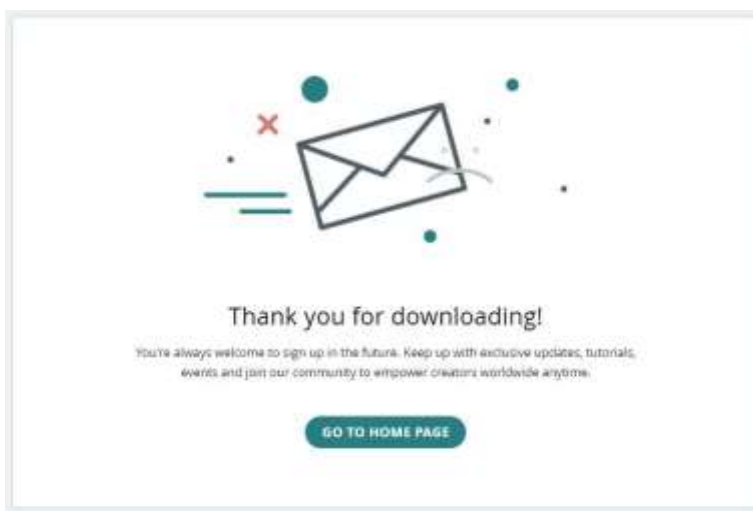 Thank you for downloading!
You're always welcome to sign up in the future. Keep up with exclusive updates, tutorials,
events and join our community to empower creators worldwide anytime.
GO TO HOME PAGE